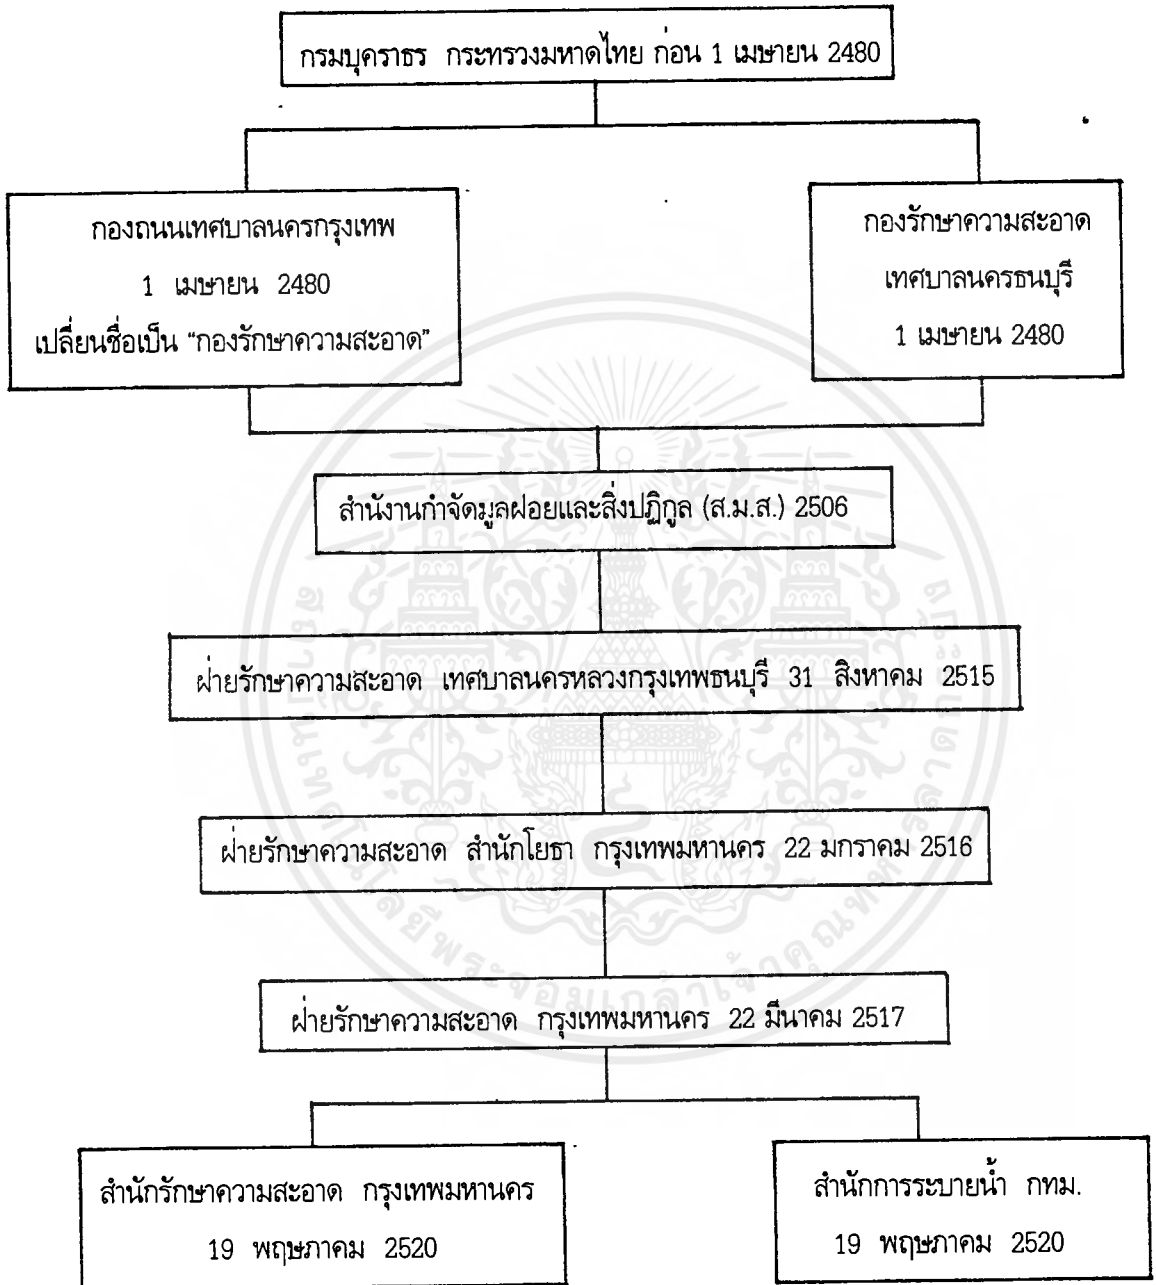 กรมบุคราธร กระทรวงมหาดไทย ก่อน 1 เมษายน 2480
กองถนนเทศบาลนครกรุงเทพ
1 เมษายน 2480
เปลี่ยนชื่อเป็น “กองรักษาความสะอาด”
กองรักษาความสะอาด
เทศบาลนครธนบุรี
1 เมษายน 2480
สำนังานกำจัดมูลฝอยและสิ่งปฏิกูล (ส.ม.ส.) 2506
ฝ่ายรักษาความสะอาด เทศบาลนครหลวงกรุงเทพธนบุรี 31 สิงหาคม 2515
ฝ่ายรักษาความสะอาด สำนักโยธา กรุงเทพมหานคร 22 มกราคม 2516
ฝ่ายรักษาความสะอาด กรุงเทพมหานคร 22 มีนาคม 2517
สำนักรักษาความสะอาด กรุงเทพมหานคร
19 พฤษภาคม 2520
สำนักการระบายน้ำ กทม.
19 พฤษภาคม 2520